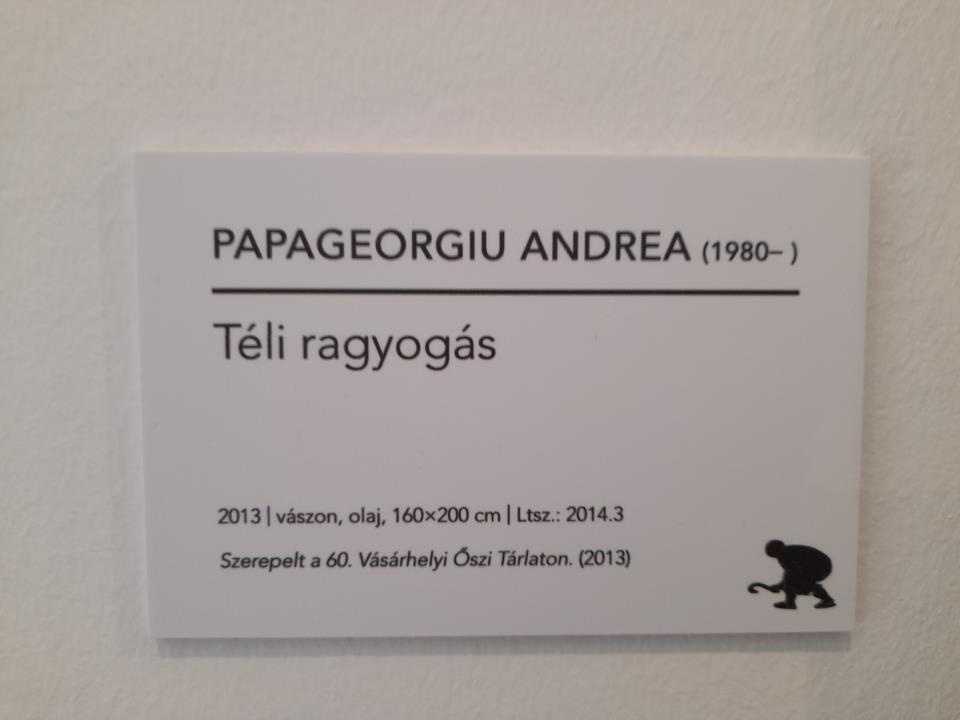 PAPAGEORGIU ANDREA (1980– )
Téli ragyogás
2013 | vászon, olaj, 160×200 cm | Ltsz.: 2014.3
Szerepelt a 60. Vásárhelyi Őszi Tárlaton. (2013)